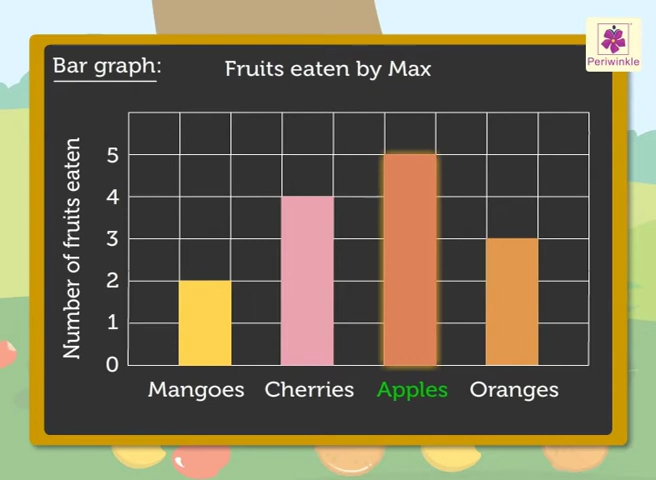 Bar graph:
Fruits eaten by Max
Periwinkle
Number of fruits eaten
5
4
3
2
1
0
Mangoes Cherries Apples Oranges